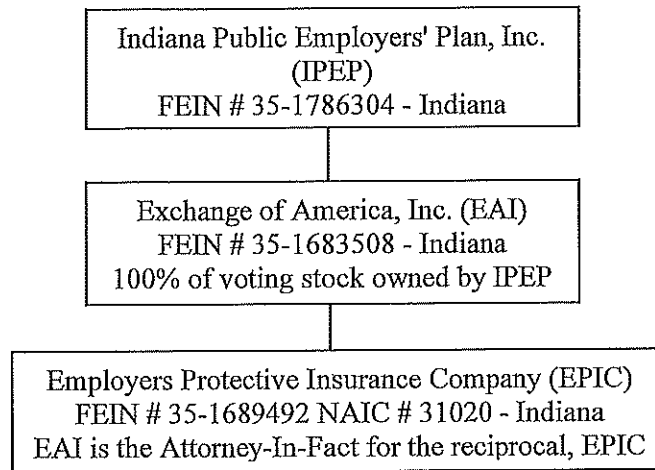 Indiana Public Employers' Plan, Inc.
(IPEP)
FEIN # 35-1786304 - Indiana
Exchange of America, Inc. (EAI)
FEIN # 35-1683508 - Indiana
100% of voting stock owned by IPEP
Employers Protective Insurance Company (EPIC)
FEIN # 35-1689492 NAIC # 31020 - Indiana
EAI is the Attorney-In-Fact for the reciprocal, EPIC